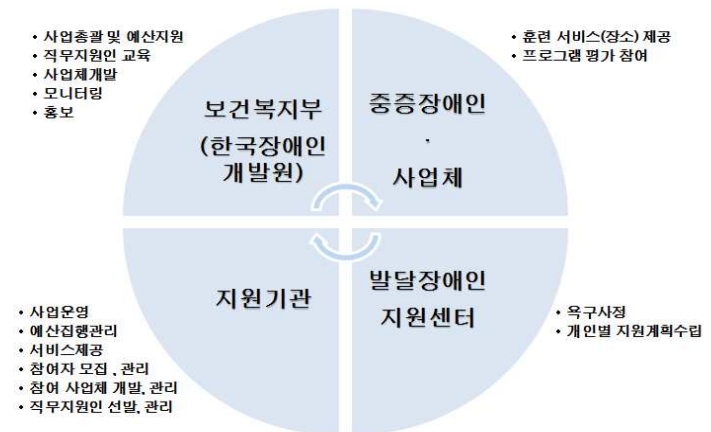 • 사업총괄 및 예산지원
• 직무지원인 교육
• 사업체개발
• 모니터링
• 홍보
보건복지부
(한국장애인
개발원)
• 훈련 서비스(장소) 제공
• 프로그램 평가 참여
중증장애인
·
사업체
지원기관
• 사업운영
• 예산집행관리
• 서비스제공
• 참여자 모집 , 관리
• 참여 사업체 개발, 관리
• 직무지원인 선발, 관리
발달장애인
지원센터
• 욕구사정
• 개인별 지원계획수립